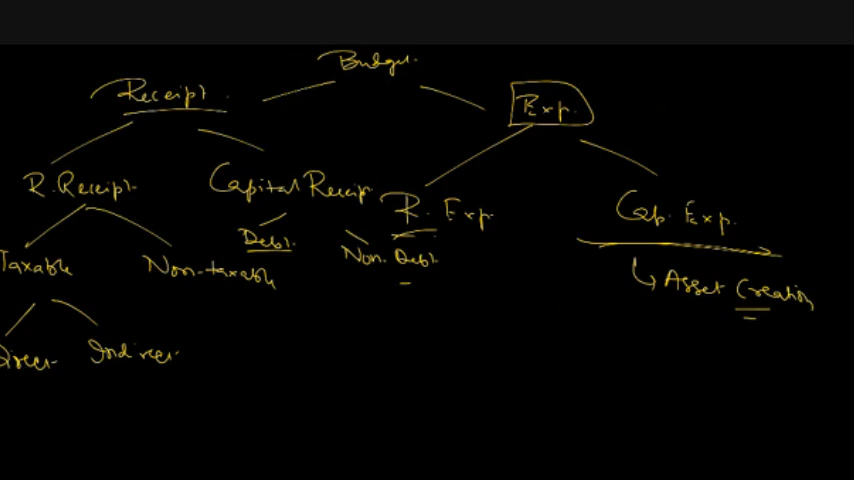 Budget
Receipt
Exp.
R. Receipt
Capital Receipt
R. Exp.
Cap. Exp.
Debt.
Non. Debt.
Taxable
Non-taxable
Asset Creation
Direct
Indirect